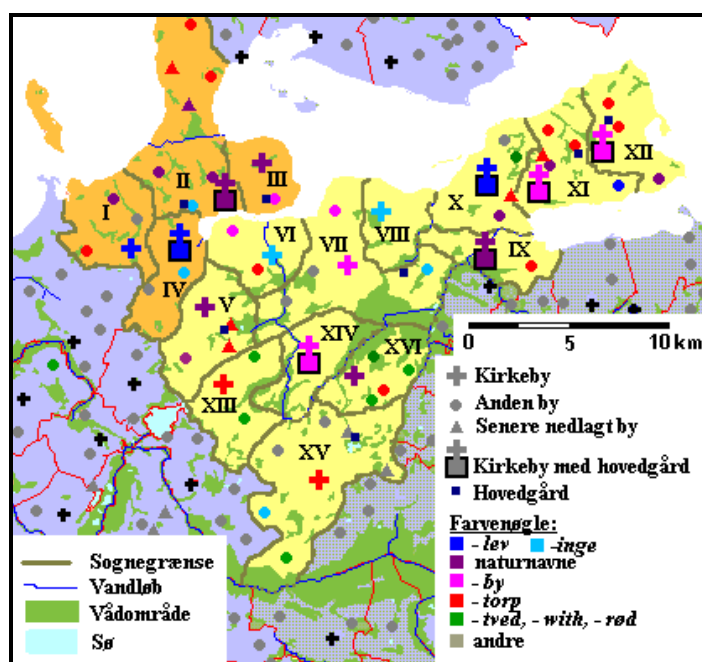 I
II
III
IV
V
VI
VII
VIII
IX
X
XI
XII
XIII
XIV
XV
XVI
0 5 10 km
Kirkeby
Anden by
Senere nedlagt by
Kirkeby med hovedgård
Hovedgård
Farvenøgle:
- lev -inge
naturnavne
- by
- torp
- tved, - with, - rød
andre
Sognegrænse
Vandløb
Vådområde
Sø